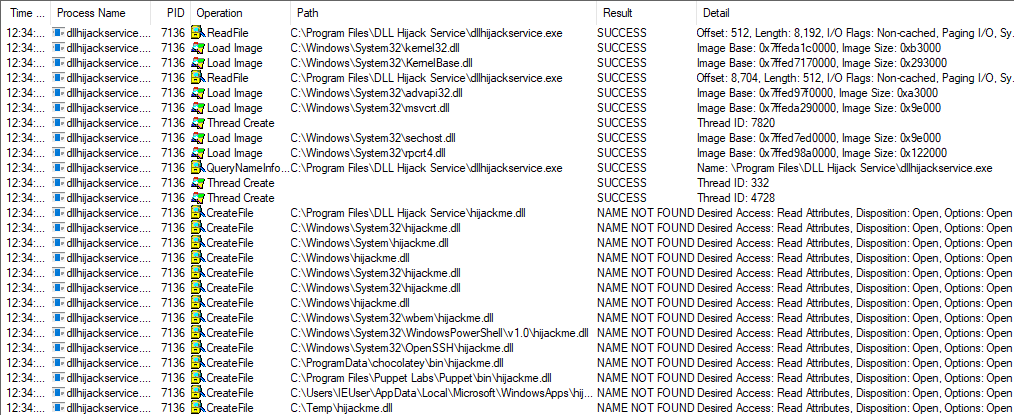 Time ... Process Name PID Operation Path Result Detail
12:34:... dllhijackservice.... 7136 ReadFile C:\Program Files\DLL Hijack Service\dllhijackservice.exe SUCCESS Offset: 512, Length: 8,192, I/O Flags: Non-cached, Paging I/O, Sy...
12:34:... dllhijackservice.... 7136 Load Image C:\Windows\System32\kernel32.dll SUCCESS Image Base: 0x7ffeda1c0000, Image Size: 0xb3000
12:34:... dllhijackservice.... 7136 Load Image C:\Windows\System32\KernelBase.dll SUCCESS Image Base: 0x7ffed7170000, Image Size: 0x293000
12:34:... dllhijackservice.... 7136 ReadFile C:\Program Files\DLL Hijack Service\dllhijackservice.exe SUCCESS Offset: 8,704, Length: 512, I/O Flags: Non-cached, Paging I/O, Sy...
12:34:... dllhijackservice.... 7136 Load Image C:\Windows\System32\advapi32.dll SUCCESS Image Base: 0x7ffed97f0000, Image Size: 0xa3000
12:34:... dllhijackservice.... 7136 Load Image C:\Windows\System32\msvcrt.dll SUCCESS Image Base: 0x7ffeda290000, Image Size: 0x9e000
12:34:... dllhijackservice.... 7136 Thread Create SUCCESS Thread ID: 7820
12:34:... dllhijackservice.... 7136 Load Image C:\Windows\System32\sechost.dll SUCCESS Image Base: 0x7ffed7ed0000, Image Size: 0x9e000
12:34:... dllhijackservice.... 7136 Load Image C:\Windows\System32\rpcrt4.dll SUCCESS Image Base: 0x7ffed98a0000, Image Size: 0x122000
12:34:... dllhijackservice.... 7136 QueryNameInfo... C:\Program Files\DLL Hijack Service\dllhijackservice.exe SUCCESS Name: \Program Files\DLL Hijack Service\dllhijackservice.exe
12:34:... dllhijackservice.... 7136 Thread Create SUCCESS Thread ID: 332
12:34:... dllhijackservice.... 7136 Thread Create SUCCESS Thread ID: 4728
12:34:... dllhijackservice.... 7136 CreateFile C:\Program Files\DLL Hijack Service\hijackme.dll NAME NOT FOUND Desired Access: Read Attributes, Disposition: Open, Options: Open
12:34:... dllhijackservice.... 7136 CreateFile C:\Windows\System32\hijackme.dll NAME NOT FOUND Desired Access: Read Attributes, Disposition: Open, Options: Open
12:34:... dllhijackservice.... 7136 CreateFile C:\Windows\System\hijackme.dll NAME NOT FOUND Desired Access: Read Attributes, Disposition: Open, Options: Open
12:34:... dllhijackservice.... 7136 CreateFile C:\Windows\hijackme.dll NAME NOT FOUND Desired Access: Read Attributes, Disposition: Open, Options: Open
12:34:... dllhijackservice.... 7136 CreateFile C:\Windows\System32\hijackme.dll NAME NOT FOUND Desired Access: Read Attributes, Disposition: Open, Options: Open
12:34:... dllhijackservice.... 7136 CreateFile C:\Windows\System\hijackme.dll NAME NOT FOUND Desired Access: Read Attributes, Disposition: Open, Options: Open
12:34:... dllhijackservice.... 7136 CreateFile C:\Windows\hijackme.dll NAME NOT FOUND Desired Access: Read Attributes, Disposition: Open, Options: Open
12:34:... dllhijackservice.... 7136 CreateFile C:\Windows\System32\wbem\hijackme.dll NAME NOT FOUND Desired Access: Read Attributes, Disposition: Open, Options: Open
12:34:... dllhijackservice.... 7136 CreateFile C:\Windows\System32\WindowsPowerShell\v1.0\hijackme.dll NAME NOT FOUND Desired Access: Read Attributes, Disposition: Open, Options: Open
12:34:... dllhijackservice.... 7136 CreateFile C:\Windows\System32\OpenSSH\hijackme.dll NAME NOT FOUND Desired Access: Read Attributes, Disposition: Open, Options: Open
12:34:... dllhijackservice.... 7136 CreateFile C:\ProgramData\chocolatey\bin\hijackme.dll NAME NOT FOUND Desired Access: Read Attributes, Disposition: Open, Options: Open
12:34:... dllhijackservice.... 7136 CreateFile C:\Program Files\Puppet Labs\Puppet\bin\hijackme.dll NAME NOT FOUND Desired Access: Read Attributes, Disposition: Open, Options: Open
12:34:... dllhijackservice.... 7136 CreateFile C:\Users\IEUser\AppData\Local\Microsoft\WindowsApps\hij... NAME NOT FOUND Desired Access: Read Attributes, Disposition: Open, Options: Open
12:34:... dllhijackservice.... 7136 CreateFile C:\Temp\hijackme.dll NAME NOT FOUND Desired Access: Read Attributes, Disposition: Open, Options: Open